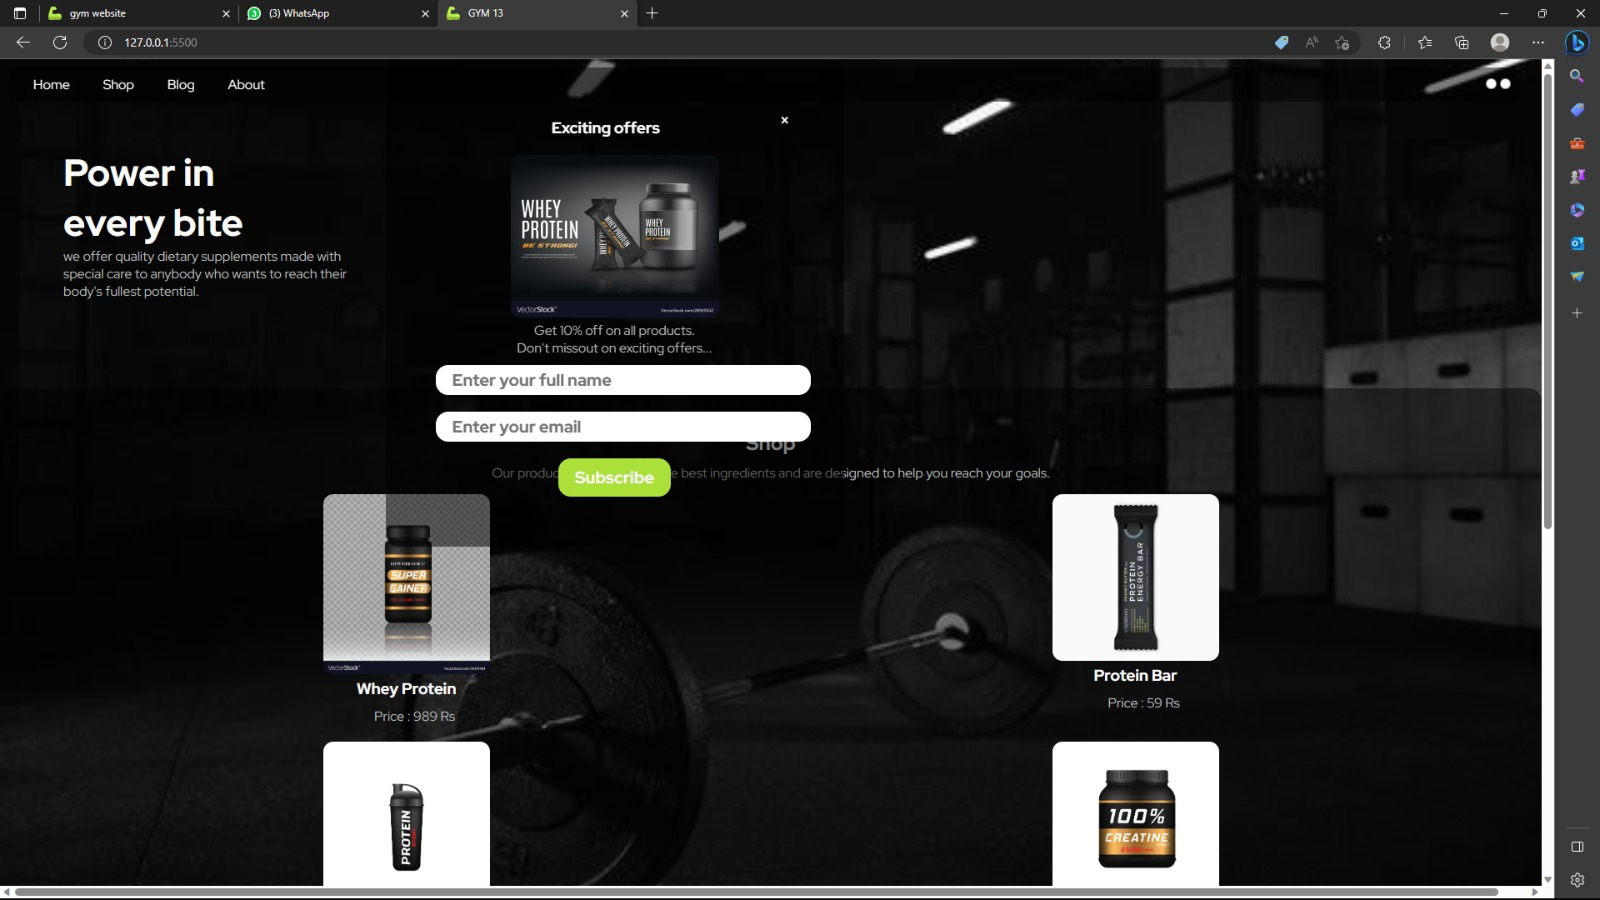 gym website
(3) WhatsApp
GYM 13
127.0.0.1:5500
Home
Shop
Blog
About
Exciting offers
×
Power in
every bite
we offer quality dietary supplements made with
special care to anybody who wants to reach their
body's fullest potential.
WHEY
PROTEIN
BE STRONG!
WHEY
PROTEIN
WHEY PROTEIN
VectorStock
Get 10% off on all products.
Don't missout on exciting offers...
Enter your full name
Enter your email
Shop
Our produc
Subscribe
e best ingredients and are designed to help you reach your goals.
SUPER
GAINER
VectorStock
Whey Protein
Price : 989 Rs
PROTEIN
ENERGY BAR
Protein Bar
Price : 59 Rs
PROTEIN
100%
CREATINE